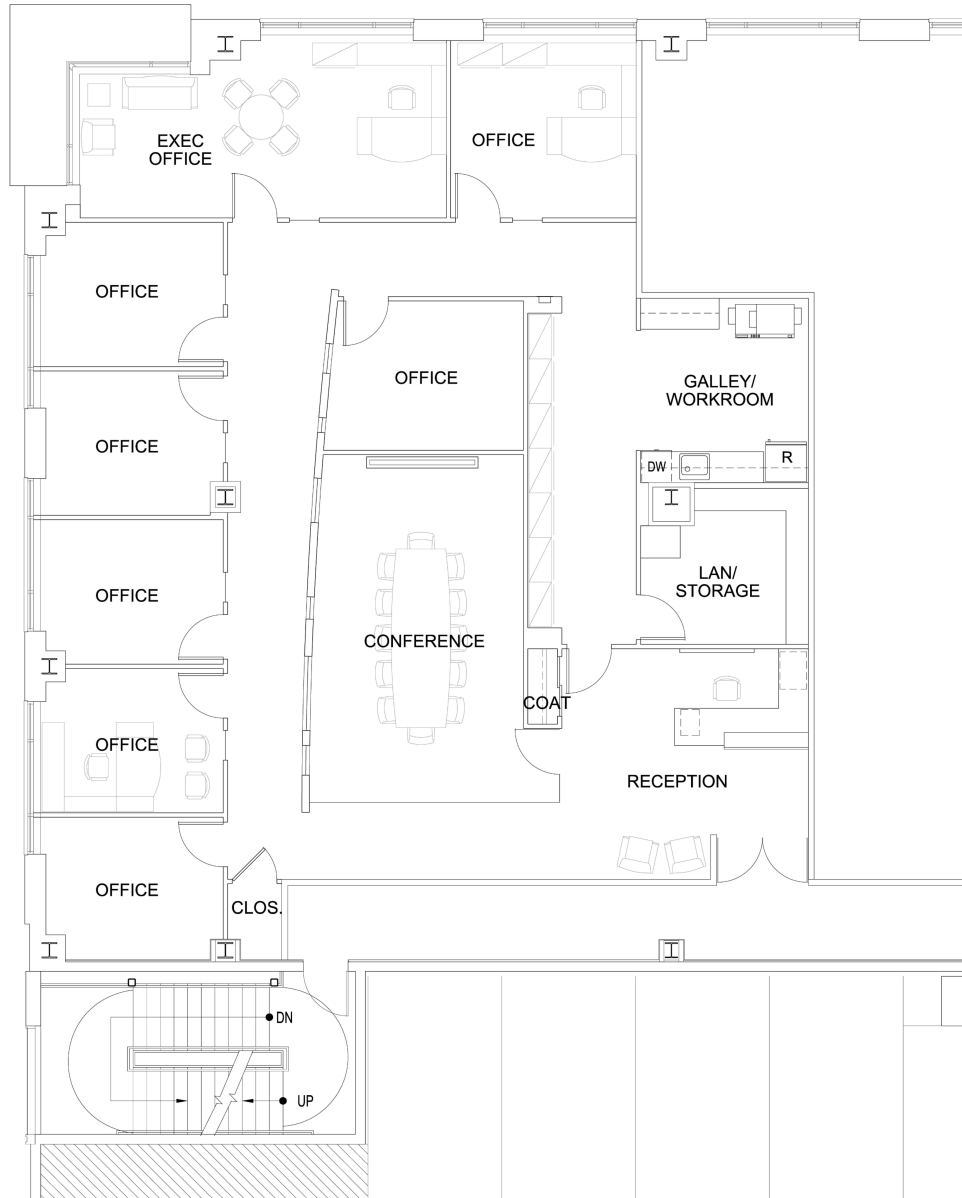 EXEC
OFFICE
OFFICE
OFFICE
OFFICE
GALLEY/
WORKROOM
OFFICE
DW
R
LAN/
STORAGE
OFFICE
CONFERENCE
COAT
OFFICE
RECEPTION
OFFICE
CLOS.
DN
UP